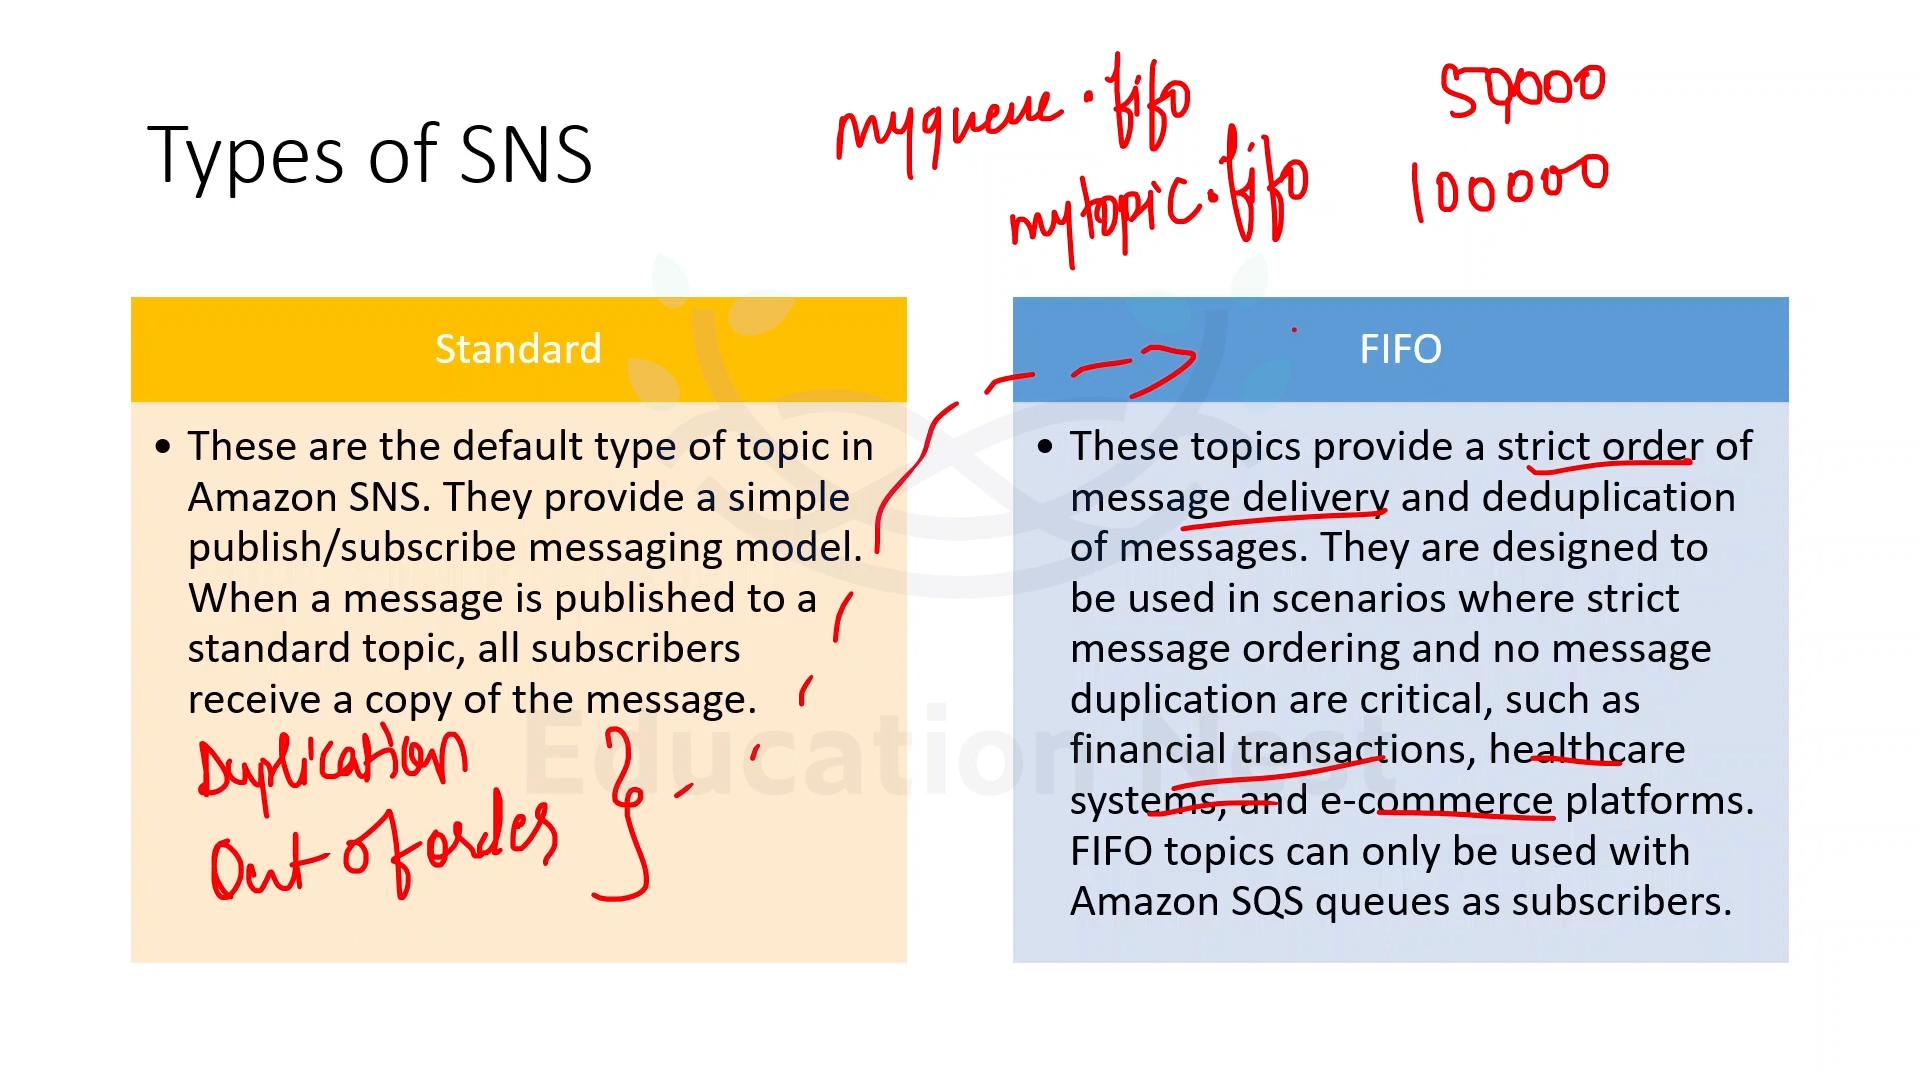 Types of SNS
myqueue.fifo
50,000
mytopic.fifo
100000
Standard
• These are the default type of topic in
Amazon SNS. They provide a simple
publish/subscribe messaging model.
When a message is published to a
standard topic, all subscribers
receive a copy of the message.
Duplication
Out of order
FIFO
• These topics provide a strict order of
message delivery and deduplication
of messages. They are designed to
be used in scenarios where strict
message ordering and no message
duplication are critical, such as
financial transactions, healthcare
systems, and e-commerce platforms.
FIFO topics can only be used with
Amazon SQS queues as subscribers.
Education Nest